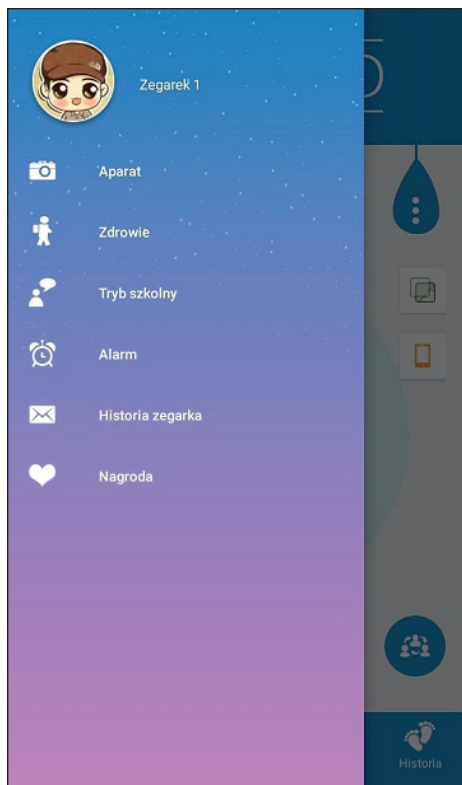 Zegarek 1
Aparat
Zdrowie
Tryb szkolny
Alarm
Historia zegarka
Nagroda
Historia